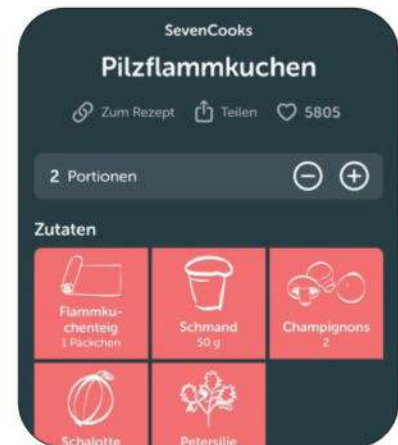 SevenCooks
Pilzflammkuchen
Zum Rezept Teilen 5805
2 Portionen
Zutaten
Flammku-
chenteig
1 Päckchen
Schmand
50 g
Champignons
2
Schalotte
Petersilie